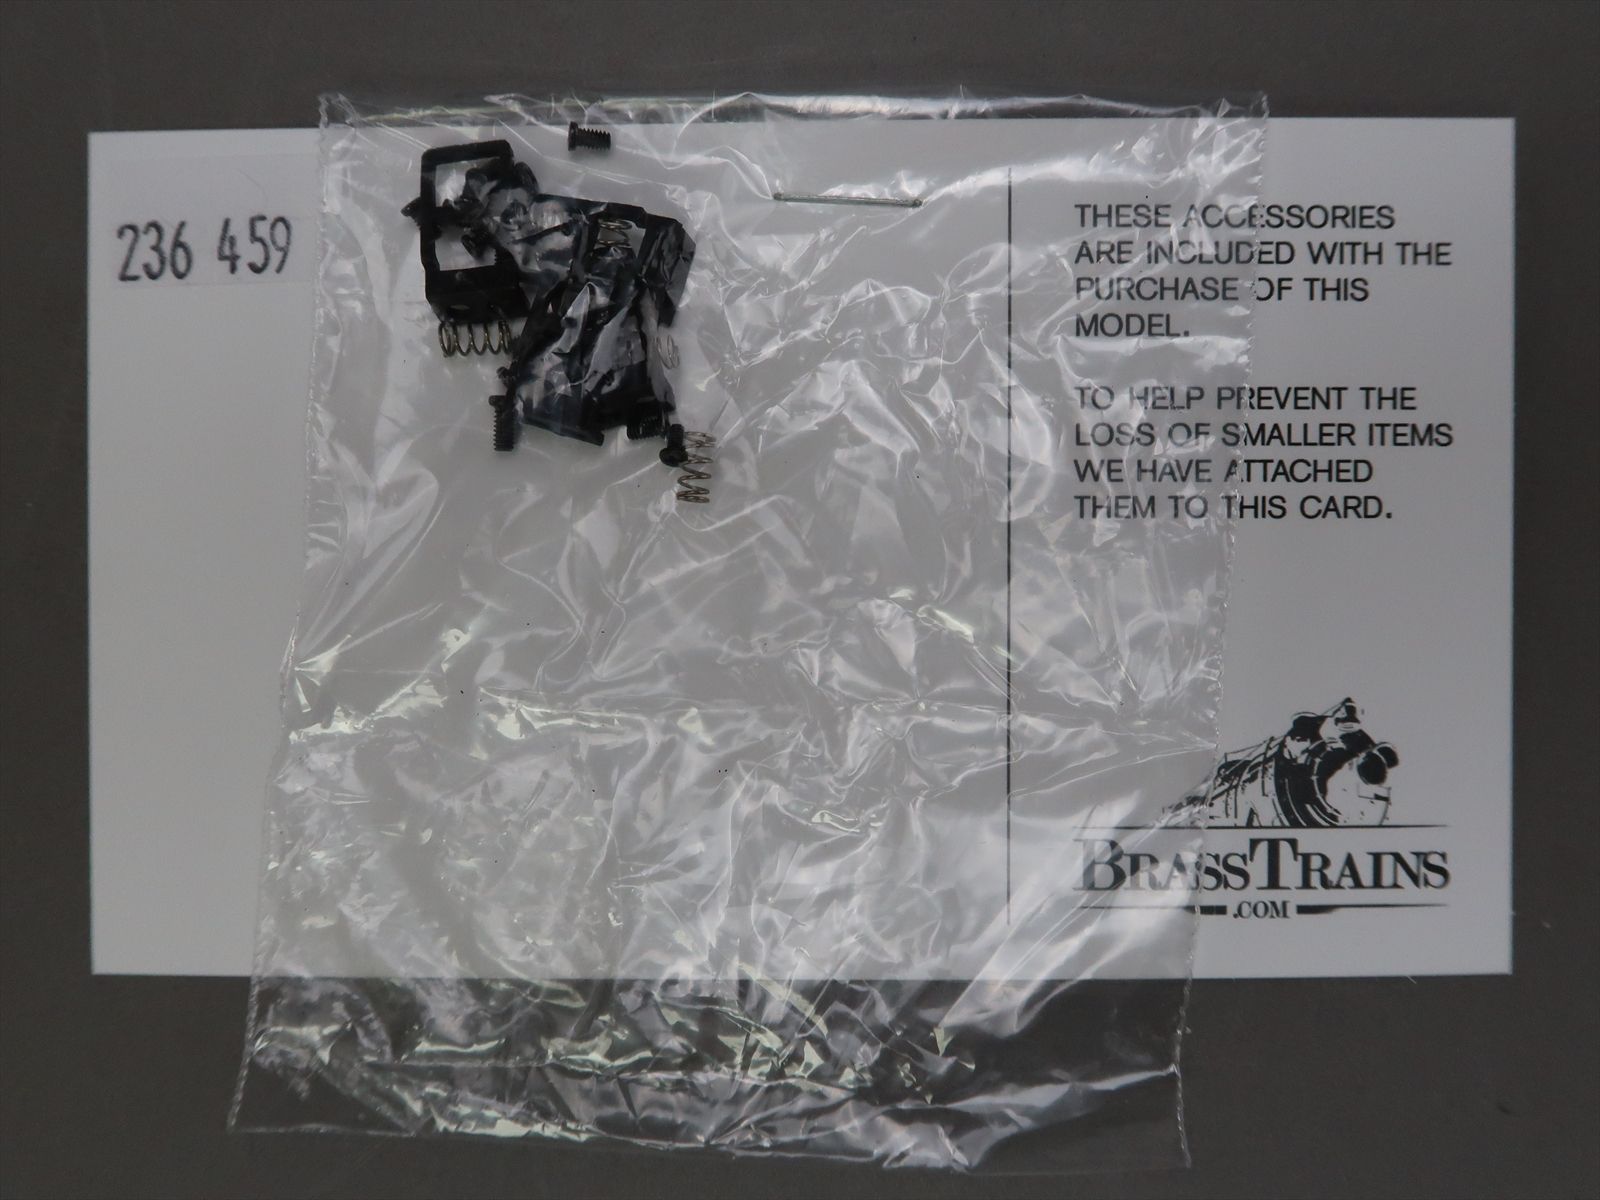 236 459
THESE ACCESSORIES
ARE INCLUDED WITH THE
PURCHASE OF THIS
MODEL.
TO HELP PREVENT THE
LOSS OF SMALLER ITEMS
WE HAVE ATTACHED
THEM TO THIS CARD.
BRASSTRAINS
.COM